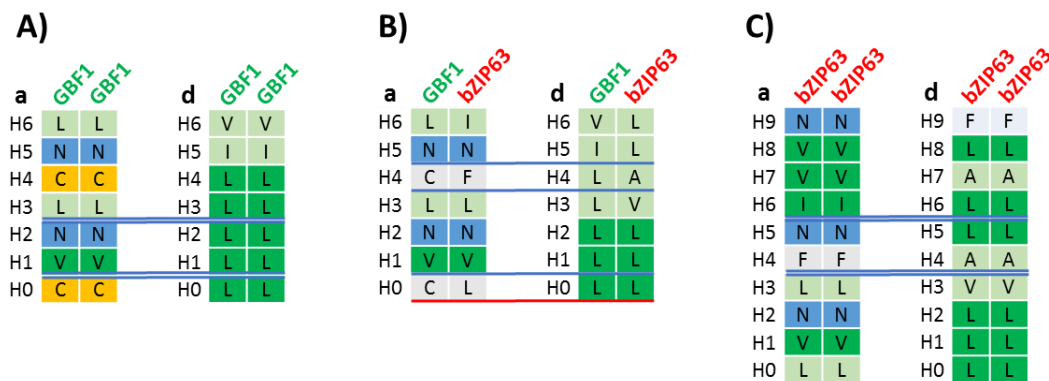 A) B) C)
GBF1 GBF1 GBF1 GBF1 GBF1 bZIP63 GBF1 bZIP63 bZIP63 bZIP63 bZIP63 bZIP63
a d a d a d
H6 L L H6 V V
H5 N N H5 I I
H4 C C H4 L L
H3 L L H3 L L
H2 N N H2 L L
H1 V V H1 L L
H0 C C H0 L L
H6 L I H6 V L
H5 N N H5 I L
H4 C F H4 L A
H3 L L H3 L V
H2 N N H2 L L
H1 V V H1 L L
H0 C L H0 L L
H9 N N H9 F F
H8 V V H8 L L
H7 V V H7 A A
H6 I I H6 L L
H5 N N H5 L L
H4 F F H4 A A
H3 L L H3 V V
H2 N N H2 L L
H1 V V H1 L L
H0 L L H0 L L